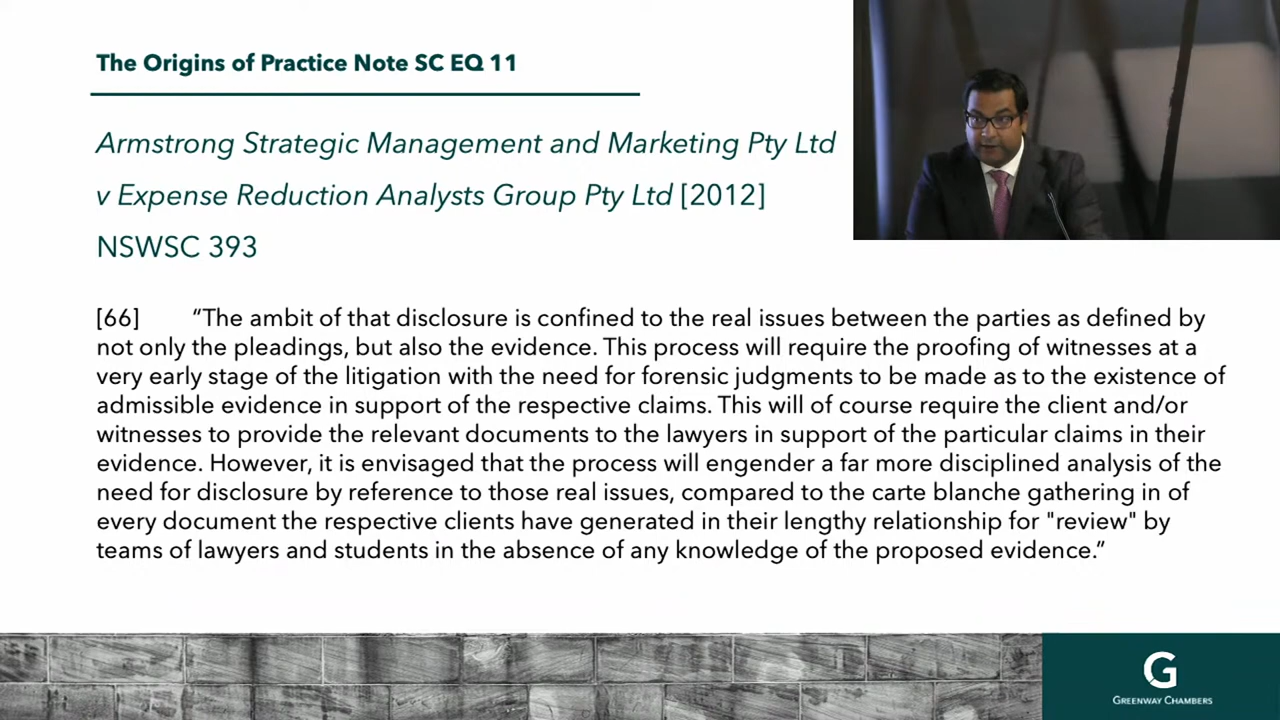 The Origins of Practice Note SC EQ 11
Armstrong Strategic Management and Marketing Pty Ltd
v Expense Reduction Analysts Group Pty Ltd [2012]
NSWSC 393
[66] “The ambit of that disclosure is confined to the real issues between the parties as defined by
not only the pleadings, but also the evidence. This process will require the proofing of witnesses at a
very early stage of the litigation with the need for forensic judgments to be made as to the existence of
admissible evidence in support of the respective claims. This will of course require the client and/or
witnesses to provide the relevant documents to the lawyers in support of the particular claims in their
evidence. However, it is envisaged that the process will engender a far more disciplined analysis of the
need for disclosure by reference to those real issues, compared to the carte blanche gathering in of
every document the respective clients have generated in their lengthy relationship for "review" by
teams of lawyers and students in the absence of any knowledge of the proposed evidence.”
G
GREENWAY CHAMBERS